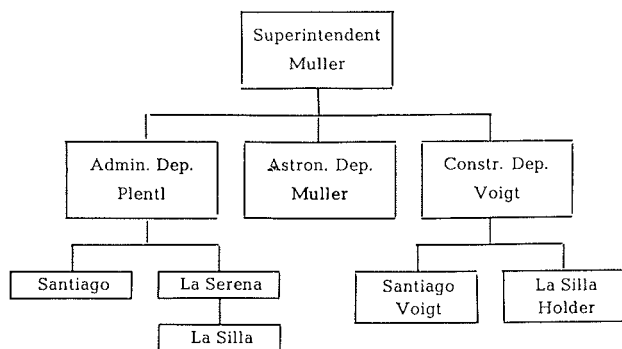 Superintendent
Muller
Admin. Dep.
Plentl
Astron. Dep.
Muller
Constr. Dep.
Voigt
Santiago
La Serena
La Silla
Santiago
Voigt
La Silla
Holder